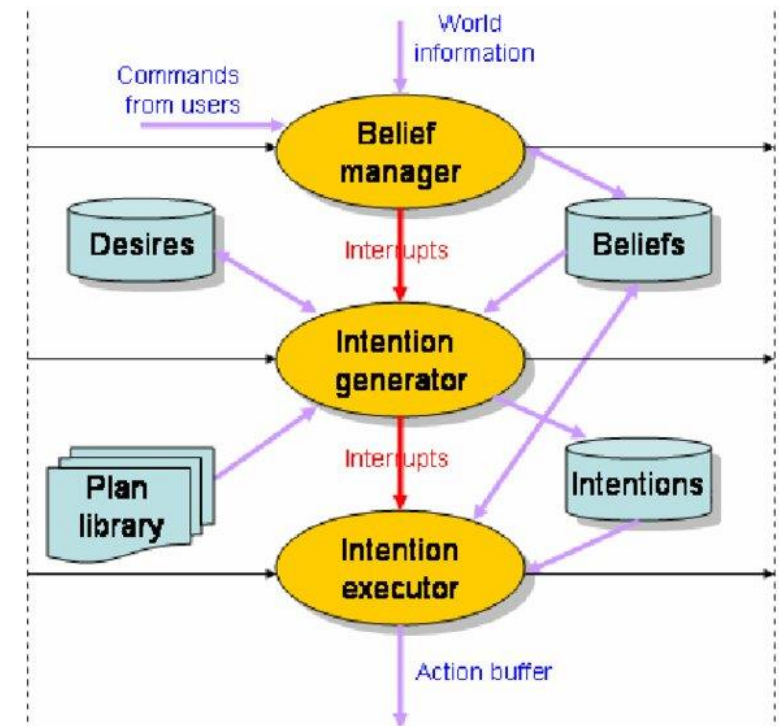 World
information
Commands
from users
Belief
manager
Desires
Interrupts
Beliefs
Intention
generator
Interrupts
Plan
library
Intentions
Intention
executor
Action buffer